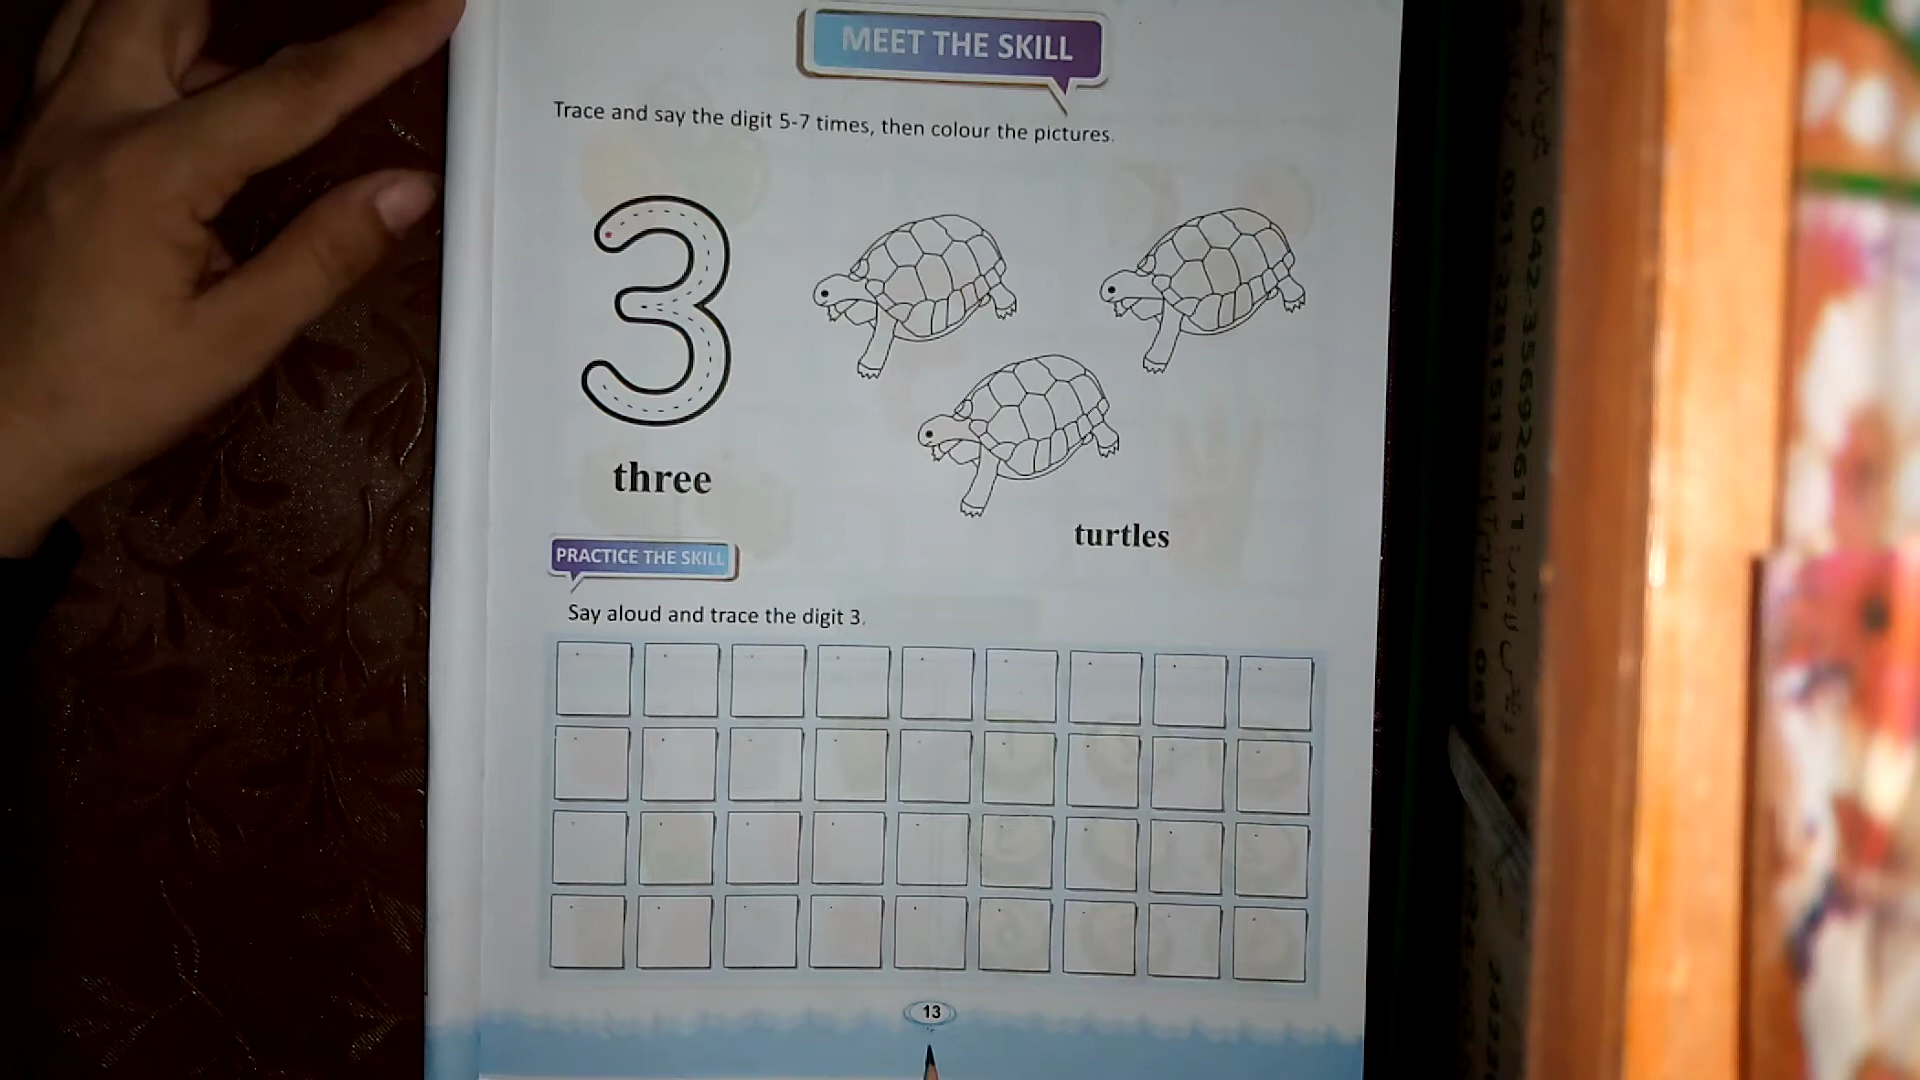 MEET THE SKILL
Trace and say the digit 5-7 times, then colour the pictures.
3
three
turtles
PRACTICE THE SKILL
Say aloud and trace the digit 3.
13